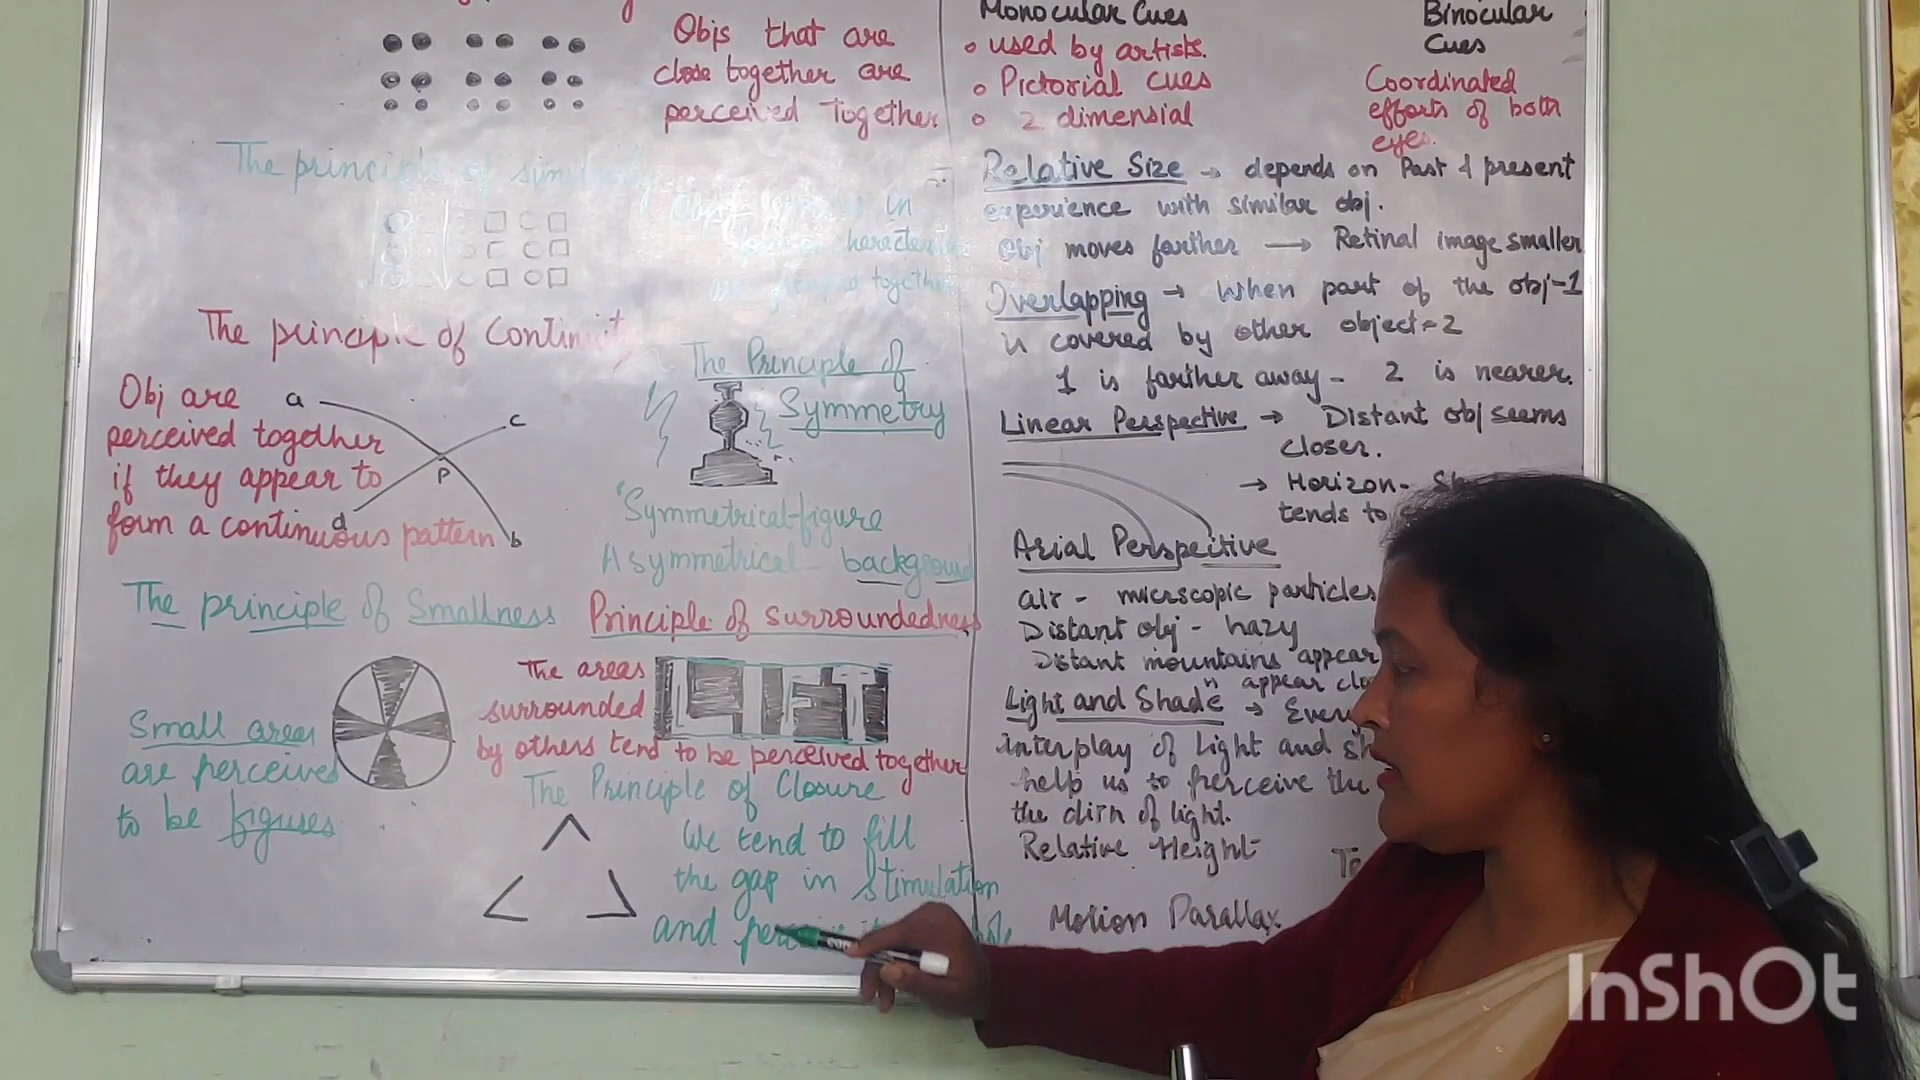 Objs that are
close together are
perceived together
The principle of
in
The principle of Continuity
Obj are
perceived together
if they appear to
form a continuous pattern
a
c
p
d
b
The Principle of
Symmetry
Symmetrical-figure
Asymmetrical - background
The principle of Smallness
Small areas
are perceived
to be figures
Principle of surroundedness
The areas
surrounded
by others tend to be perceived together
The Principle of Closure
We tend to fill
the gap in stimulation
and
Monocular Cues
used by artists.
Pictorial cues
2 dimensial
Binocular
Cues
Coordinated
efforts of both
eyes.
Relative Size → depends on Past & present
experience with similar obj.
Obj moves farther → Retinal image smaller
Overlapping → When part of the obj-1
is covered by other object-2
1 is farther away - 2 is nearer.
Linear Perspective → Distant obj seems
closer.
→ Horizon-
tends to
Arial Perspective
air - microscopic particles
Distant obj - hazy
Distant mountains appear
" appear
Light and Shade →
interplay of light and
help us to perceive the
the dirn of light.
Relative Height
Motion Parallax
InShOt